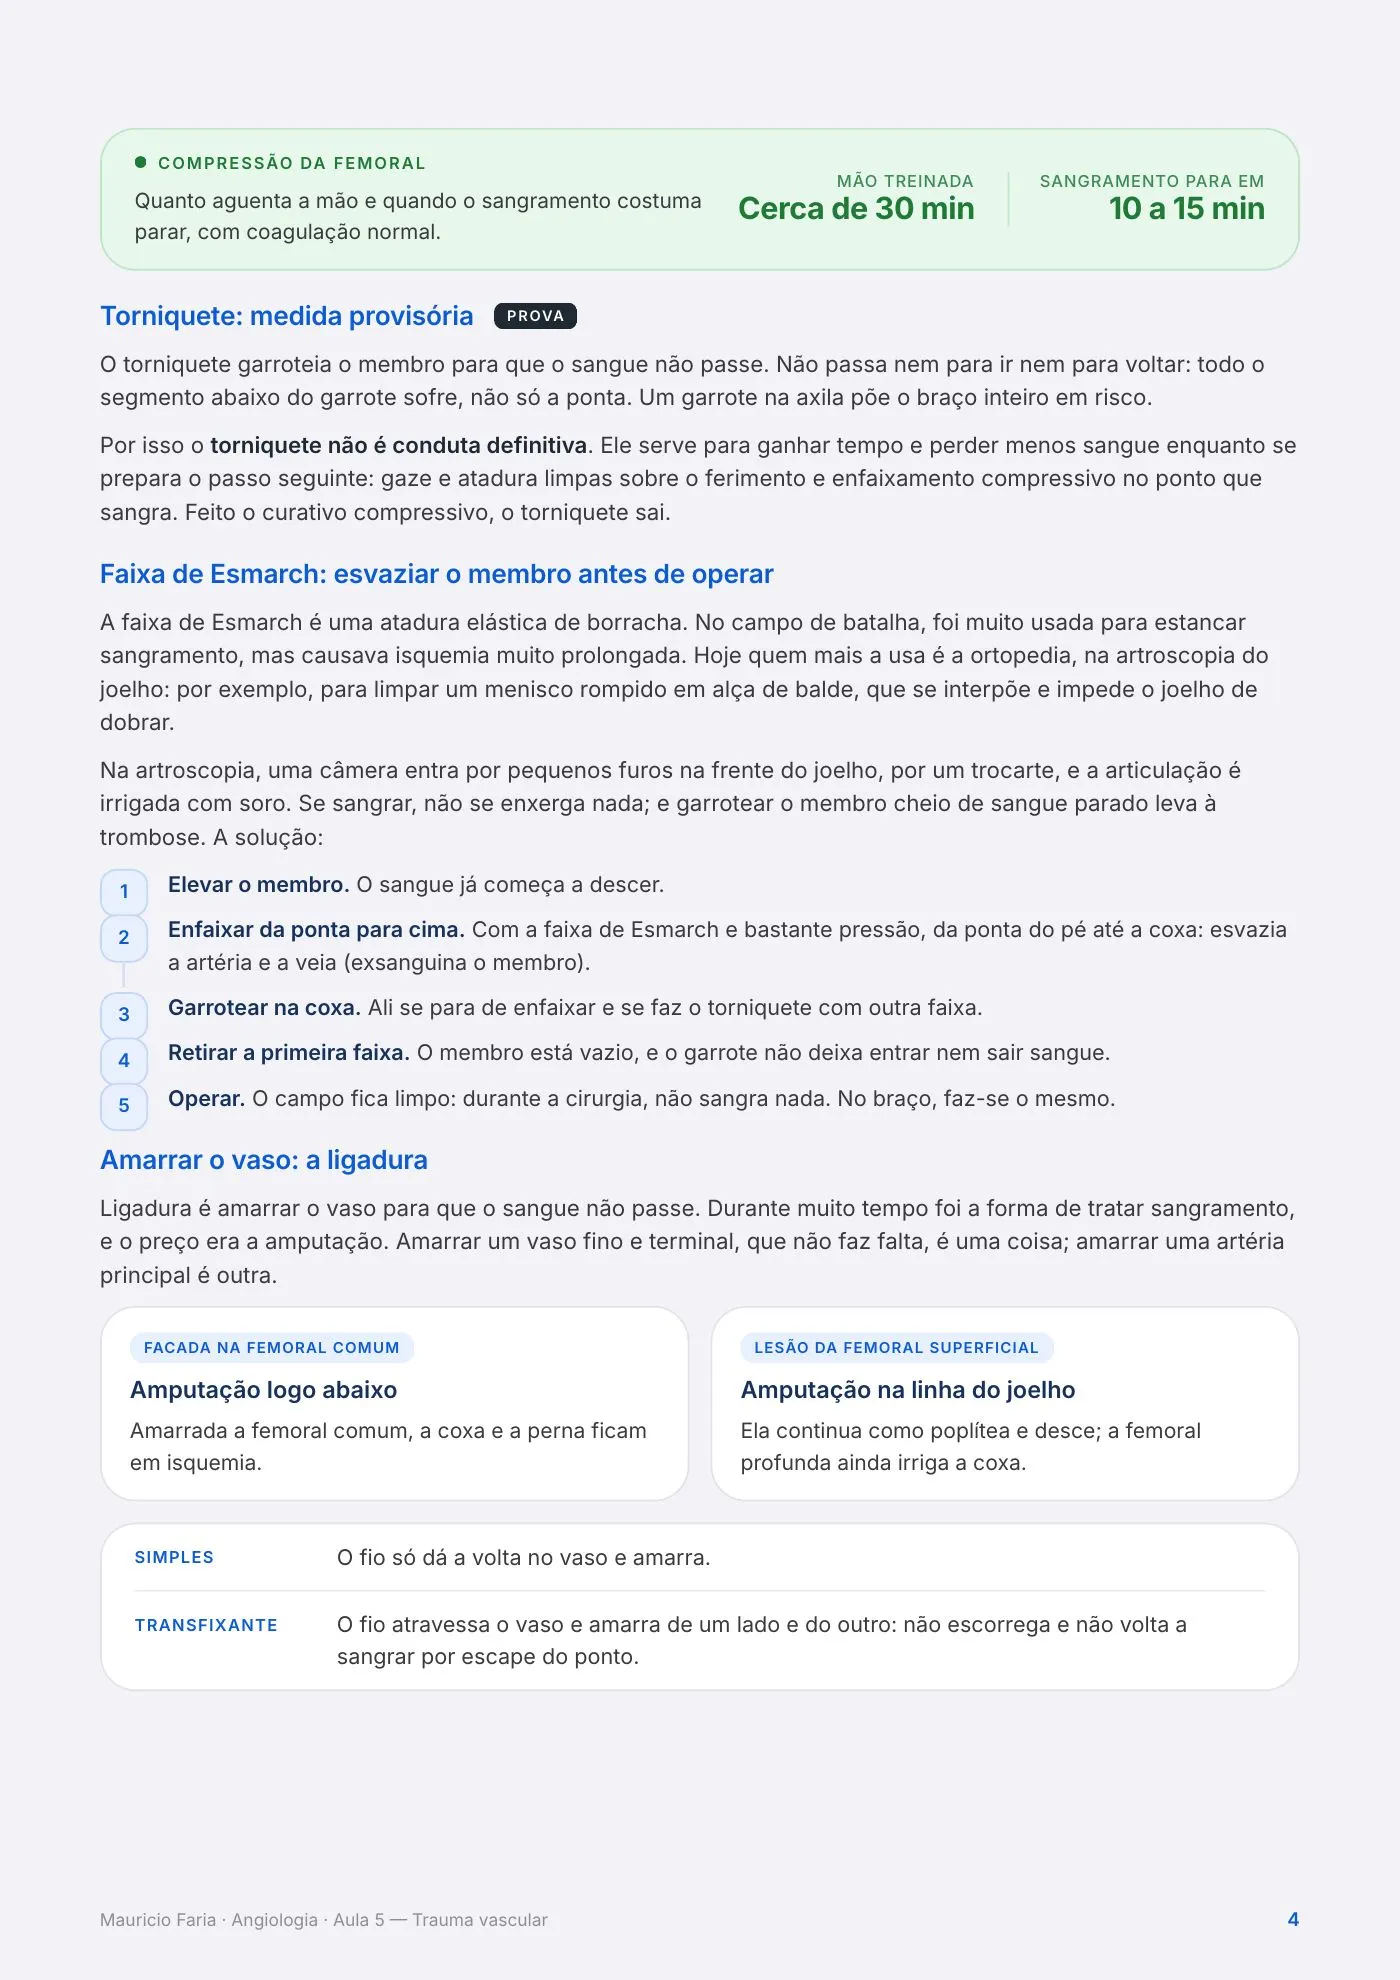 COMPRESSÃO DA FEMORAL
Quanto aguenta a mão e quando o sangramento costuma
parar, com coagulação normal.
MÃO TREINADA
Cerca de 30 min
SANGRAMENTO PARA EM
10 a 15 min
Torniquete: medida provisória PROVA
O torniquete garroteia o membro para que o sangue não passe. Não passa nem para ir nem para voltar: todo o
segmento abaixo do garrote sofre, não só a ponta. Um garrote na axila põe o braço inteiro em risco.
Por isso o torniquete não é conduta definitiva. Ele serve para ganhar tempo e perder menos sangue enquanto se
prepara o passo seguinte: gaze e atadura limpas sobre o ferimento e enfaixamento compressivo no ponto que
sangra. Feito o curativo compressivo, o torniquete sai.
Faixa de Esmarch: esvaziar o membro antes de operar
A faixa de Esmarch é uma atadura elástica de borracha. No campo de batalha, foi muito usada para estancar
sangramento, mas causava isquemia muito prolongada. Hoje quem mais a usa é a ortopedia, na artroscopia do
joelho: por exemplo, para limpar um menisco rompido em alça de balde, que se interpõe e impede o joelho de
dobrar.
Na artroscopia, uma câmera entra por pequenos furos na frente do joelho, por um trocarte, e a articulação é
irrigada com soro. Se sangrar, não se enxerga nada; e garrotear o membro cheio de sangue parado leva à
trombose. A solução:
1 Elevar o membro. O sangue já começa a descer.
2 Enfaixar da ponta para cima. Com a faixa de Esmarch e bastante pressão, da ponta do pé até a coxa: esvazia
a artéria e a veia (exsanguina o membro).
3 Garrotear na coxa. Ali se para de enfaixar e se faz o torniquete com outra faixa.
4 Retirar a primeira faixa. O membro está vazio, e o garrote não deixa entrar nem sair sangue.
5 Operar. O campo fica limpo: durante a cirurgia, não sangra nada. No braço, faz-se o mesmo.
Amarrar o vaso: a ligadura
Ligadura é amarrar o vaso para que o sangue não passe. Durante muito tempo foi a forma de tratar sangramento,
e o preço era a amputação. Amarrar um vaso fino e terminal, que não faz falta, é uma coisa; amarrar uma artéria
principal é outra.
FACADA NA FEMORAL COMUM
Amputação logo abaixo
Amarrada a femoral comum, a coxa e a perna ficam
em isquemia.
LESÃO DA FEMORAL SUPERFICIAL
Amputação na linha do joelho
Ela continua como poplítea e desce; a femoral
profunda ainda irriga a coxa.
SIMPLES O fio só dá a volta no vaso e amarra.
TRANSFIXANTE O fio atravessa o vaso e amarra de um lado e do outro: não escorrega e não volta a
sangrar por escape do ponto.
Mauricio Faria · Angiologia · Aula 5 — Trauma vascular 4